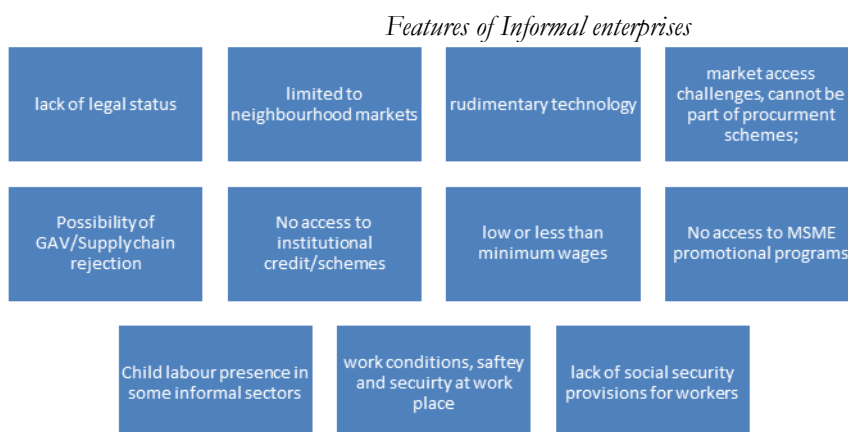 Features of Informal enterprises
lack of legal status
limited to
neighbourhood markets
rudimentary technology
market access
challenges, cannot be
part of procurment
schemes;
Possibility of
GAV/Supplychain
rejection
No access to
institutional
credit/schemes
low or less than
minimum wages
No access to MSME
promotional programs
Child labour presence in
some informal sectors
work conditions, saftey
and secuirty at work
place
lack of social security
provisions for workers